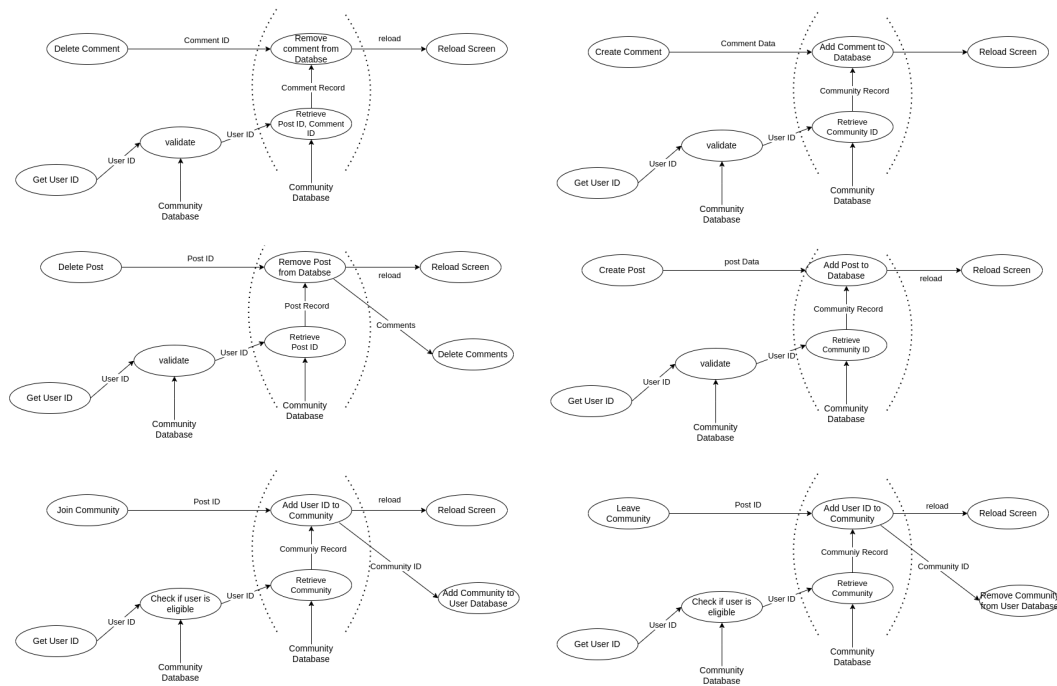 Delete Comment
Comment ID
Remove
comment from
Databse
reload
Reload Screen
Comment Record
Retrieve
Post ID, Comment
ID
User ID
validate
User ID
Get User ID
Community
Database
Community
Database
Create Comment
Comment Data
Add Comment to
Database
Reload Screen
Community Record
Retrieve
Community ID
User ID
validate
User ID
Get User ID
Community
Database
Community
Database
Delete Post
Post ID
Remove Post
from Databse
reload
Reload Screen
Post Record
Comments
Retrieve
Post ID
Delete Comments
User ID
validate
User ID
Get User ID
Community
Database
Community
Database
Create Post
post Data
Add Post to
Database
reload
Reload Screen
Community Record
Retrieve
Community ID
User ID
validate
User ID
Get User ID
Community
Database
Community
Database
Join Community
Post ID
Add User ID to
Community
reload
Reload Screen
Communiy Record
Community ID
Retrieve
Community
Add Community to
User Database
User ID
Check if user is
eligible
User ID
Get User ID
Community
Database
Community
Database
Leave
Community
Post ID
Add User ID to
Community
reload
Reload Screen
Communiy Record
Community ID
Retrieve
Community
Remove Community
from User Database
User ID
Check if user is
eligible
User ID
Get User ID
Community
Database
Community
Database